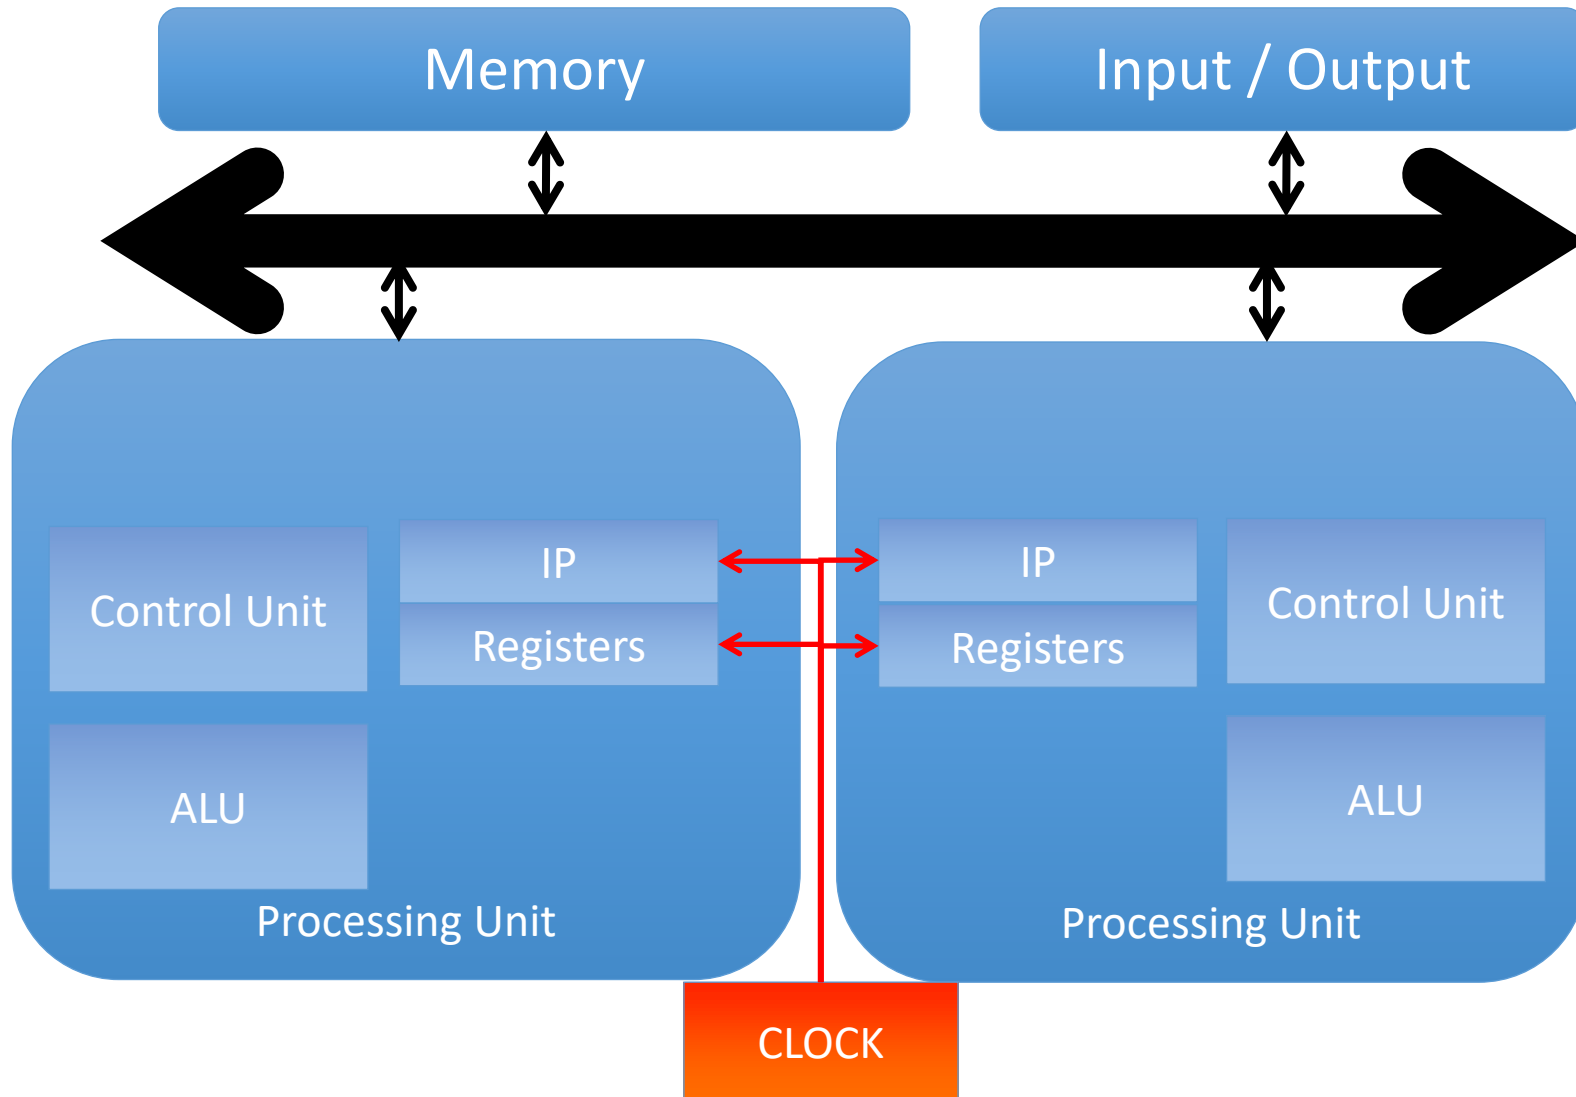 Memory
Input / Output
IP
Control Unit
Registers
ALU
Processing Unit
IP
Control Unit
Registers
ALU
Processing Unit
CLOCK